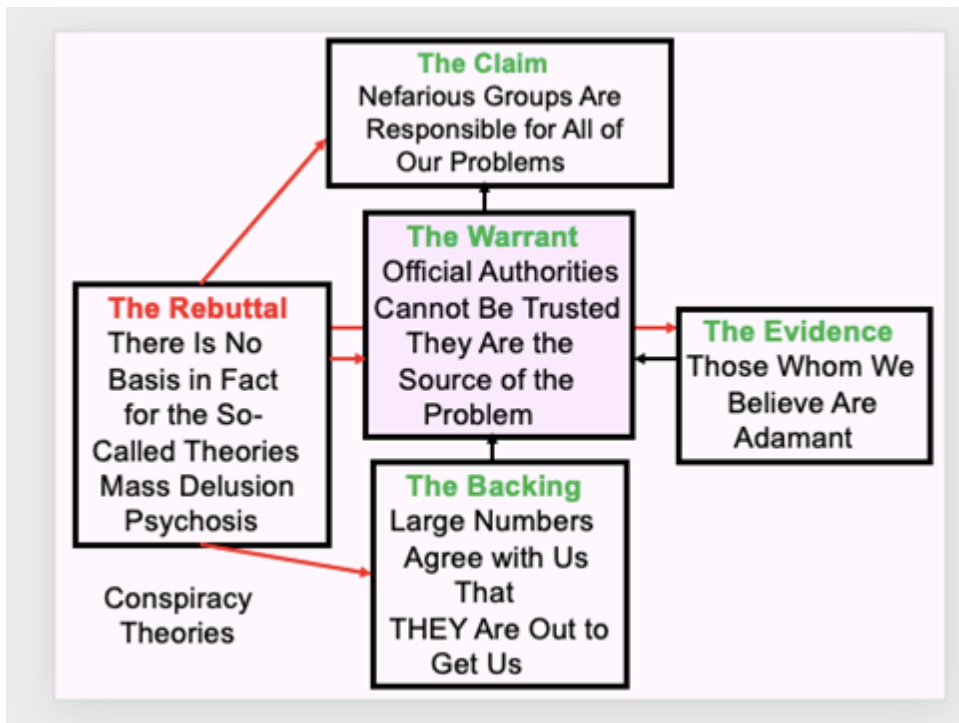 The Claim
Nefarious Groups Are
Responsible for All of
Our Problems
The Warrant
Official Authorities
Cannot Be Trusted
They Are the
Source of the
Problem
The Rebuttal
There Is No
Basis in Fact
for the So-
Called Theories
Mass Delusion
Psychosis
The Evidence
Those Whom We
Believe Are
Adamant
The Backing
Large Numbers
Agree with Us
That
THEY Are Out to
Get Us
Conspiracy
Theories